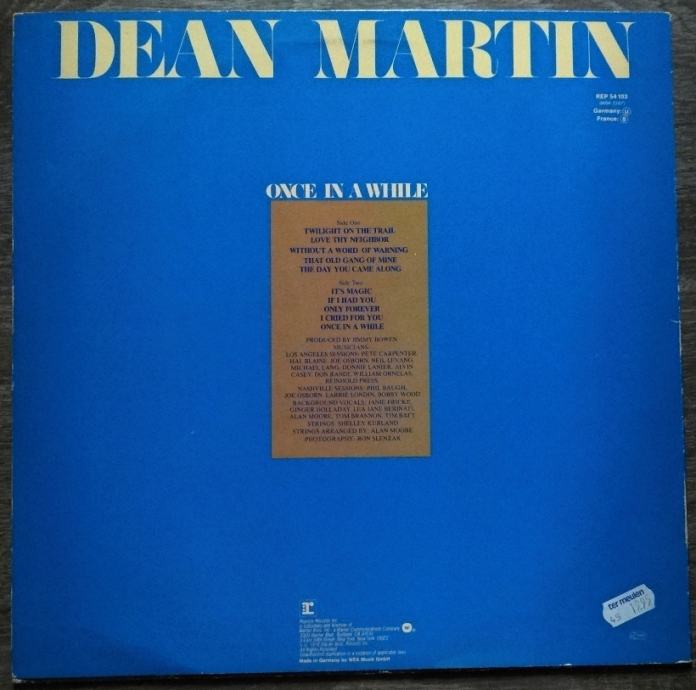 DEAN MARTIN
REP 54 103
Germany: U
France:
ONCE IN A WHILE
Side One
TWILIGHT ON THE TRAIL
LOVE THY NEIGHBOR
WITHOUT A WORD OF WARNING
THAT OLD GANG OF MINE
THE DAY YOU CAME ALONG
Side Two
IT'S MAGIC
IF I HAD YOU
ONLY FOREVER
I CRIED FOR YOU
ONCE IN A WHILE
PRODUCED BY JIMMY BOWEN
MUSICIANS:
LOS ANGELES SESSIONS: PETE CARPENTER,
HAL BLAINE, JOE OSBORN, NEIL LEVANG,
MICHAEL LANG, DONNIE LANIER, ALVIN
CASEY, DON RANDI, WILLIAM ORNELAS,
REINHOLD PRESS,
NASHVILLE SESSIONS: PHIL BAUGH,
JOE OSBORN, LARRIE LONDIN, BOBBY WOOD
BACKGROUND VOCALS: JANIE FRICKE,
GINGER HOLLADAY, LEA JANE BERINATI,
ALAN MOORE, TOM BRANNON,
STRINGS: SHELLEY KURLAND
STRINGS ARRANGED BY: ALAN MOORE
PHOTOGRAPHY: RON SLENZAK
Made in Germany by WEA Musik GmbH
ter meulen